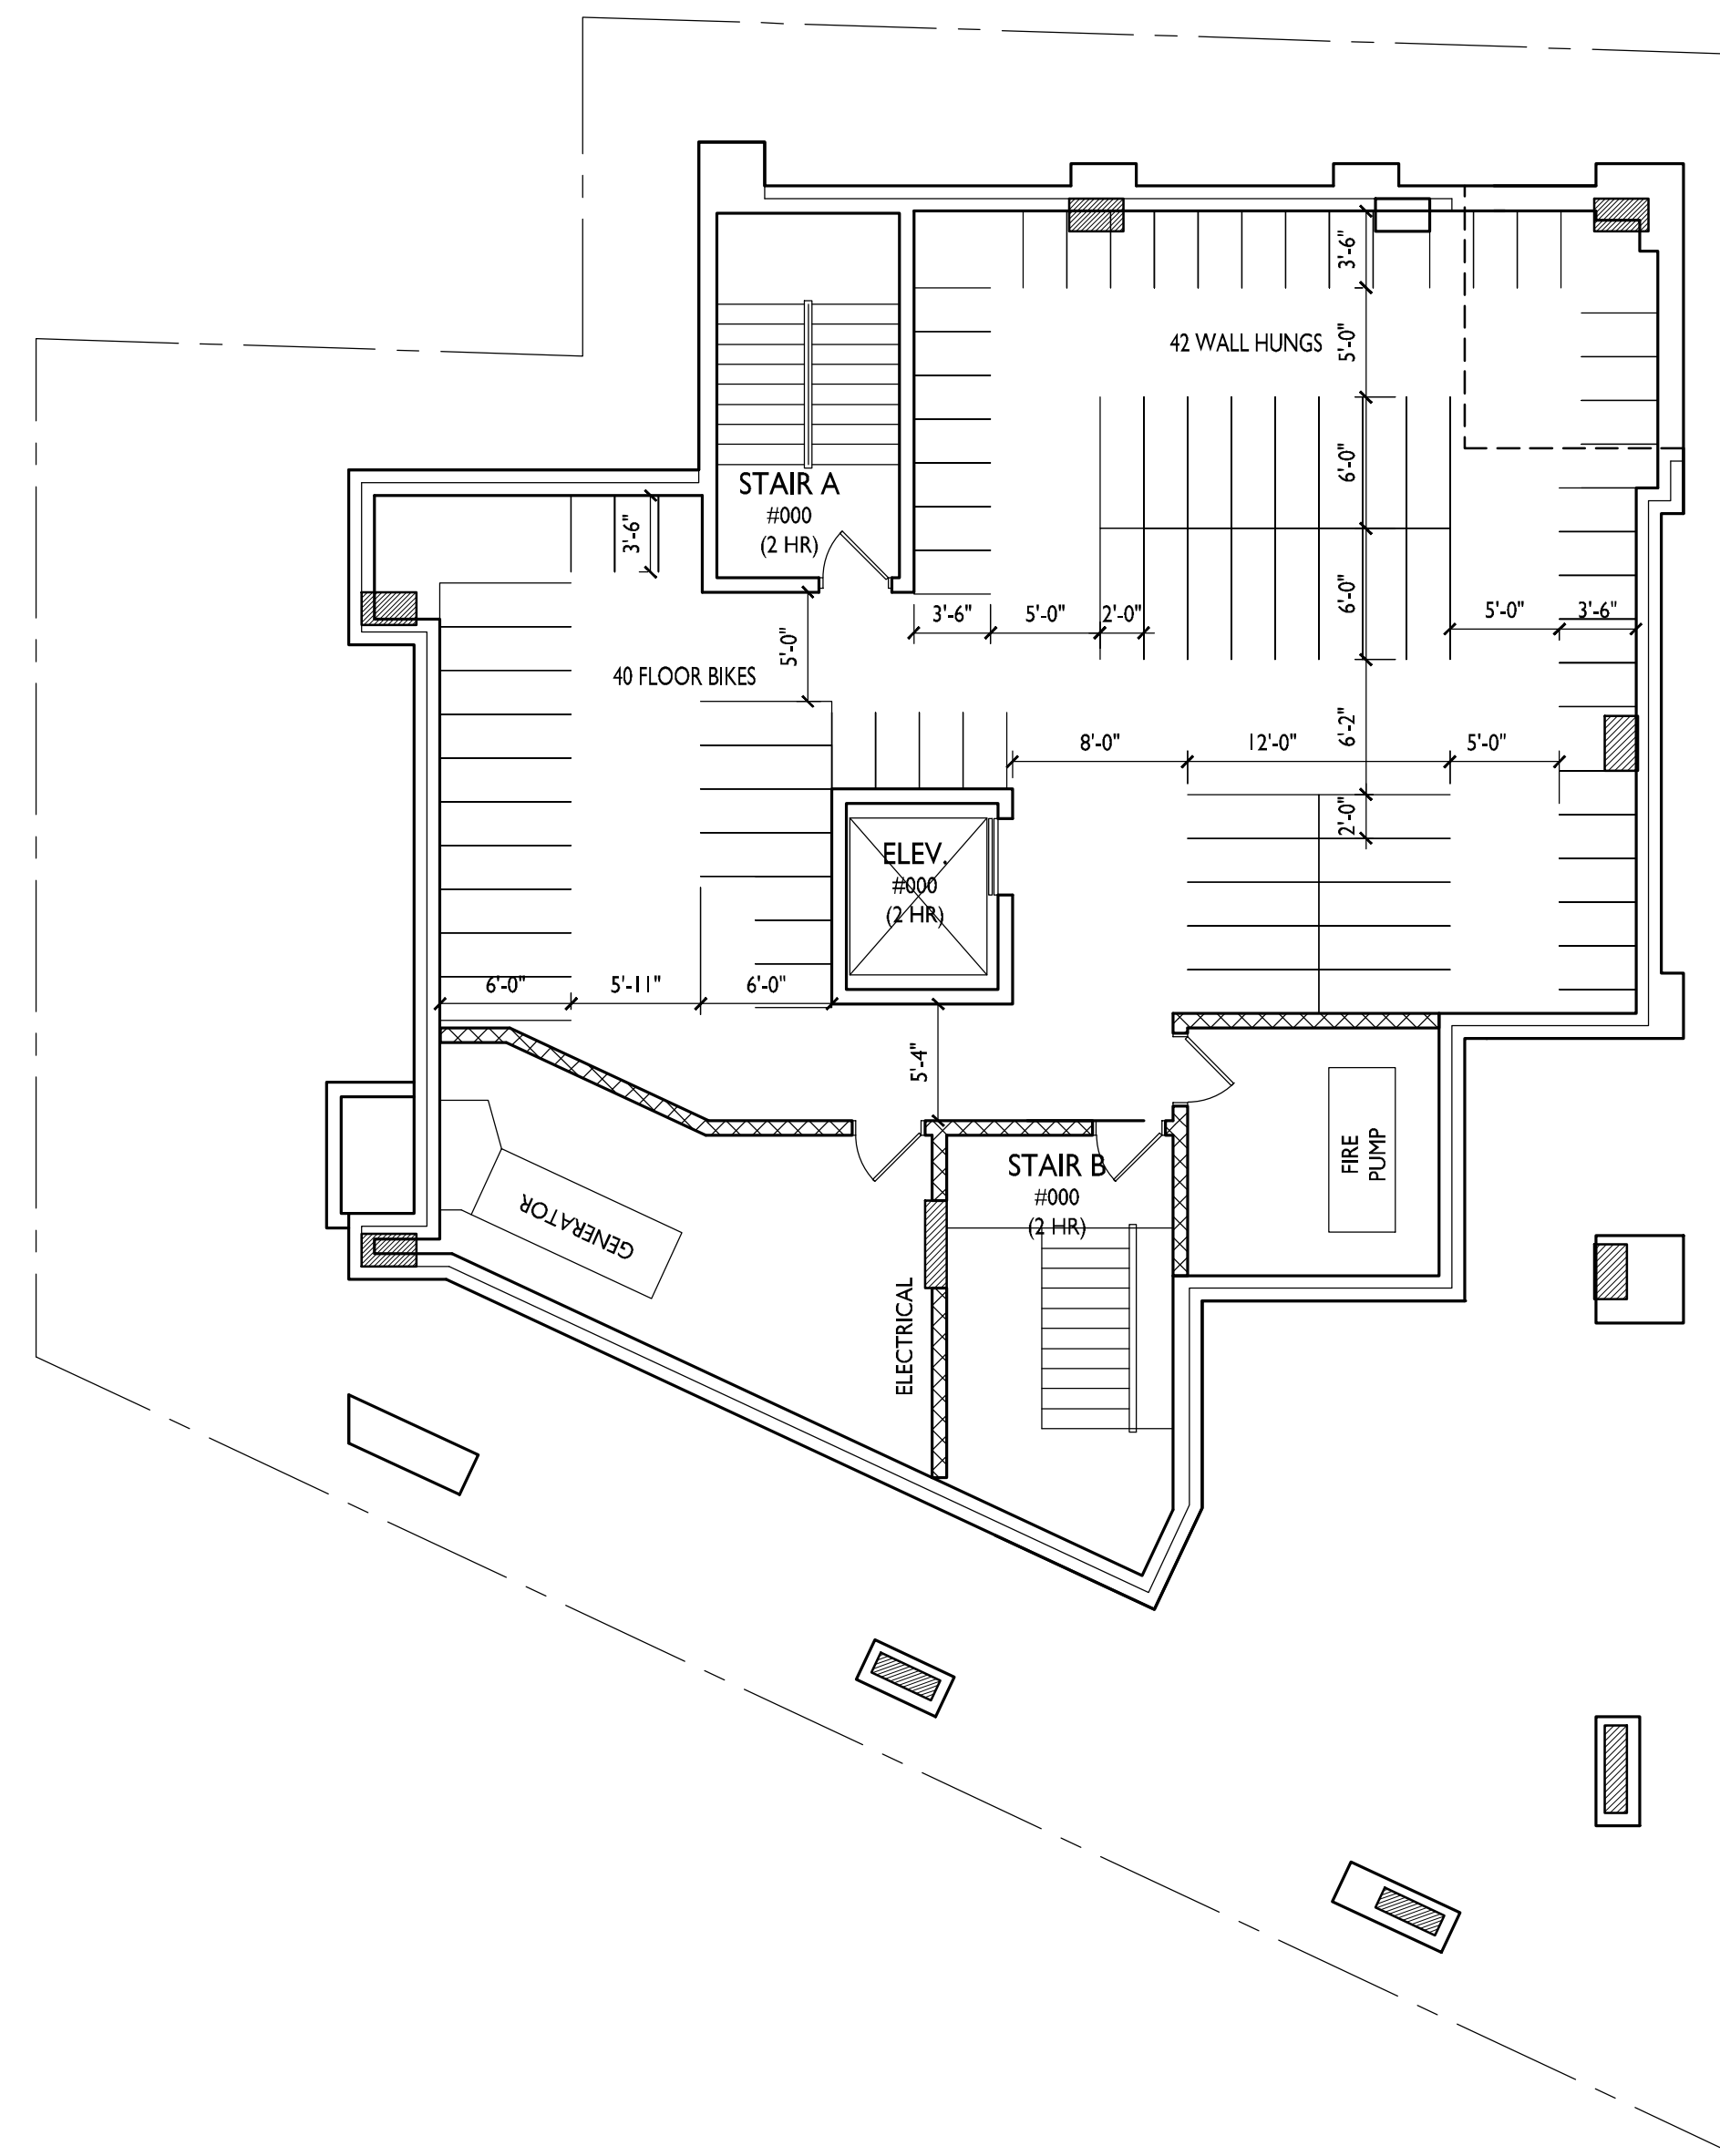 3'-6"
42 WALL HUNGS
5'-0"
STAIR A
#000
(2 HR)
6'-0"
3'-6"
6'-0"
3'-6"
5'-0"
2'-0"
5'-0"
3'-6"
5'-0"
40 FLOOR BIKES
6'-2"
8'-0"
12'-0"
5'-0"
2'-0"
ELEV.
#000
(2 HR)
6'-0"
5'-11"
6'-0"
5'-4"
STAIR B
#000
(2 HR)
FIRE
PUMP
GENERATOR
ELECTRICAL